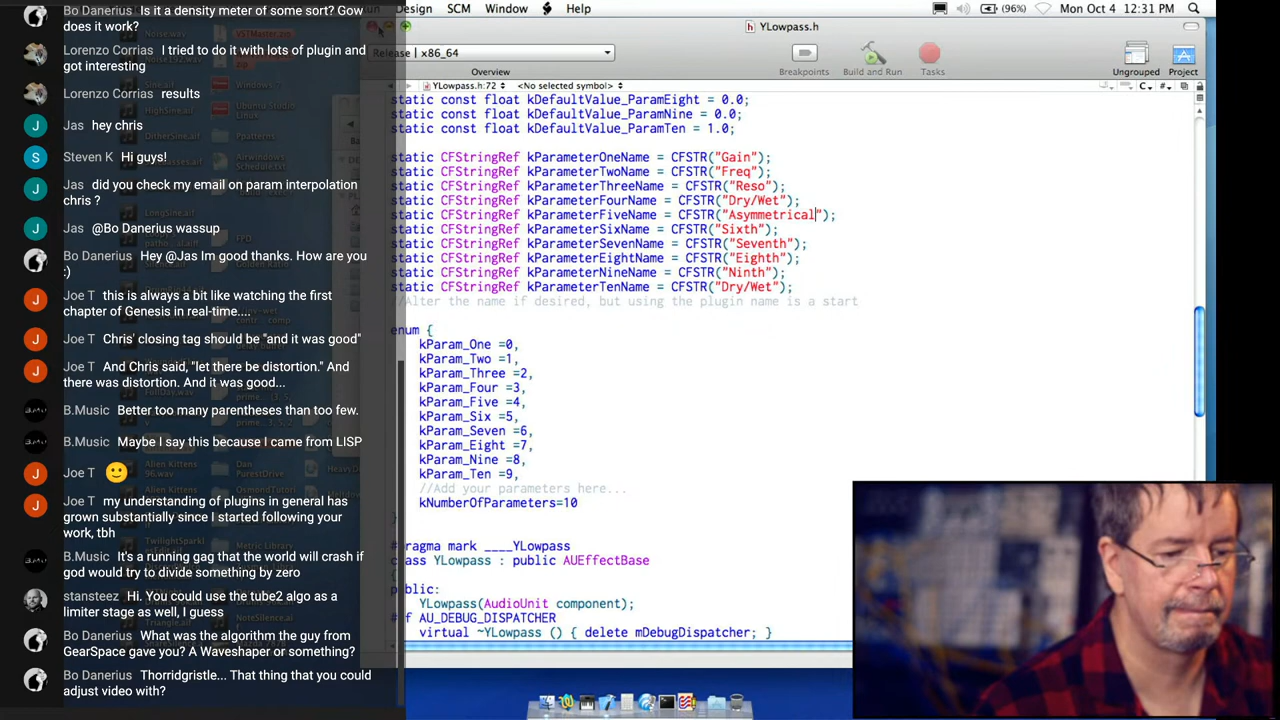 Bo Danerius Is it a density meter of some sort? Gow
does it work?
Lorenzo Corrias I tried to do it with lots of plugin and
got interesting
Lorenzo Corrias results
Jas hey chris
Steven K Hi guys!
Jas did you check my email on param interpolation
chris ?
Jas @Bo Danerius wassup
Bo Danerius Hey @Jas Im good thanks. How are you
:)
Joe T this is always a bit like watching the first
chapter of Genesis in real-time....
Joe T Chris' closing tag should be "and it was good"
Joe T And Chris said, "let there be distortion." And
there was distortion. And it was good...
B.Music Better too many parentheses than too few.
B.Music Maybe I say this because I came from LISP
Joe T 🙂
Joe T my understanding of plugins in general has
grown substantially since I started following your
work, tbh
B.Music It's a running gag that the world will crash if
god would try to divide something by zero
stansteez Hi. You could use the tube2 algo as a
limiter stage as well, I guess
Bo Danerius What was the algorithm the guy from
GearSpace gave you? A Waveshaper or something?
Bo Danerius Thorridgristle... That thing that you could
adjust video with?
Design SCM Window Help
(96%) Mon Oct 4 12:31 PM
YLowpass.h
Release | x86_64
Overview Breakpoints Build and Run Tasks Ungrouped Project
YLowpass.h:72 <No selected symbol> C
static const float kDefaultValue_ParamEight = 0.0;
static const float kDefaultValue_ParamNine = 0.0;
static const float kDefaultValue_ParamTen = 1.0;
static CFStringRef kParameterOneName = CFSTR("Gain");
static CFStringRef kParameterTwoName = CFSTR("Freq");
static CFStringRef kParameterThreeName = CFSTR("Reso");
static CFStringRef kParameterFourName = CFSTR("Dry/Wet");
static CFStringRef kParameterFiveName = CFSTR("Asymmetrical");
static CFStringRef kParameterSixName = CFSTR("Sixth");
static CFStringRef kParameterSevenName = CFSTR("Seventh");
static CFStringRef kParameterEightName = CFSTR("Eighth");
static CFStringRef kParameterNineName = CFSTR("Ninth");
static CFStringRef kParameterTenName = CFSTR("Dry/Wet");
//Alter the name if desired, but using the plugin name is a start
enum {
kParam_One =0,
kParam_Two =1,
kParam_Three =2,
kParam_Four =3,
kParam_Five =4,
kParam_Six =5,
kParam_Seven =6,
kParam_Eight =7,
kParam_Nine =8,
kParam_Ten =9,
//Add your parameters here...
kNumberOfParameters=10
#pragma mark ____YLowpass
class YLowpass : public AUEffectBase
{
public:
YLowpass(AudioUnit component);
#if AU_DEBUG_DISPATCHER
virtual ~YLowpass () { delete mDebugDispatcher; }